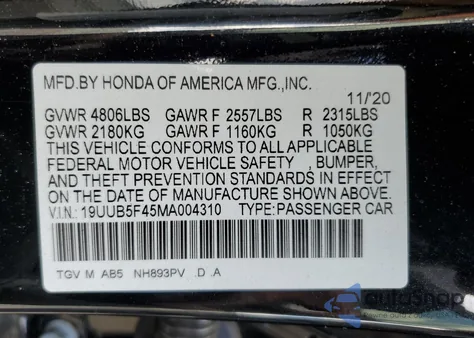 MFD.BY HONDA OF AMERICA MFG.,INC.
11/'20
GVWR 4806LBS GAWR F 2557LBS R 2315LBS
GVWR 2180KG GAWR F 1160KG R 1050KG
THIS VEHICLE CONFORMS TO ALL APPLICABLE
FEDERAL MOTOR VEHICLE SAFETY , BUMPER,
AND THEFT PREVENTION STANDARDS IN EFFECT
ON THE DATE OF MANUFACTURE SHOWN ABOVE.
V.I.N: 19UUB5F45MA004310 TYPE:PASSENGER CAR
TGV M AB5 NH893PV .D .A
autosnap